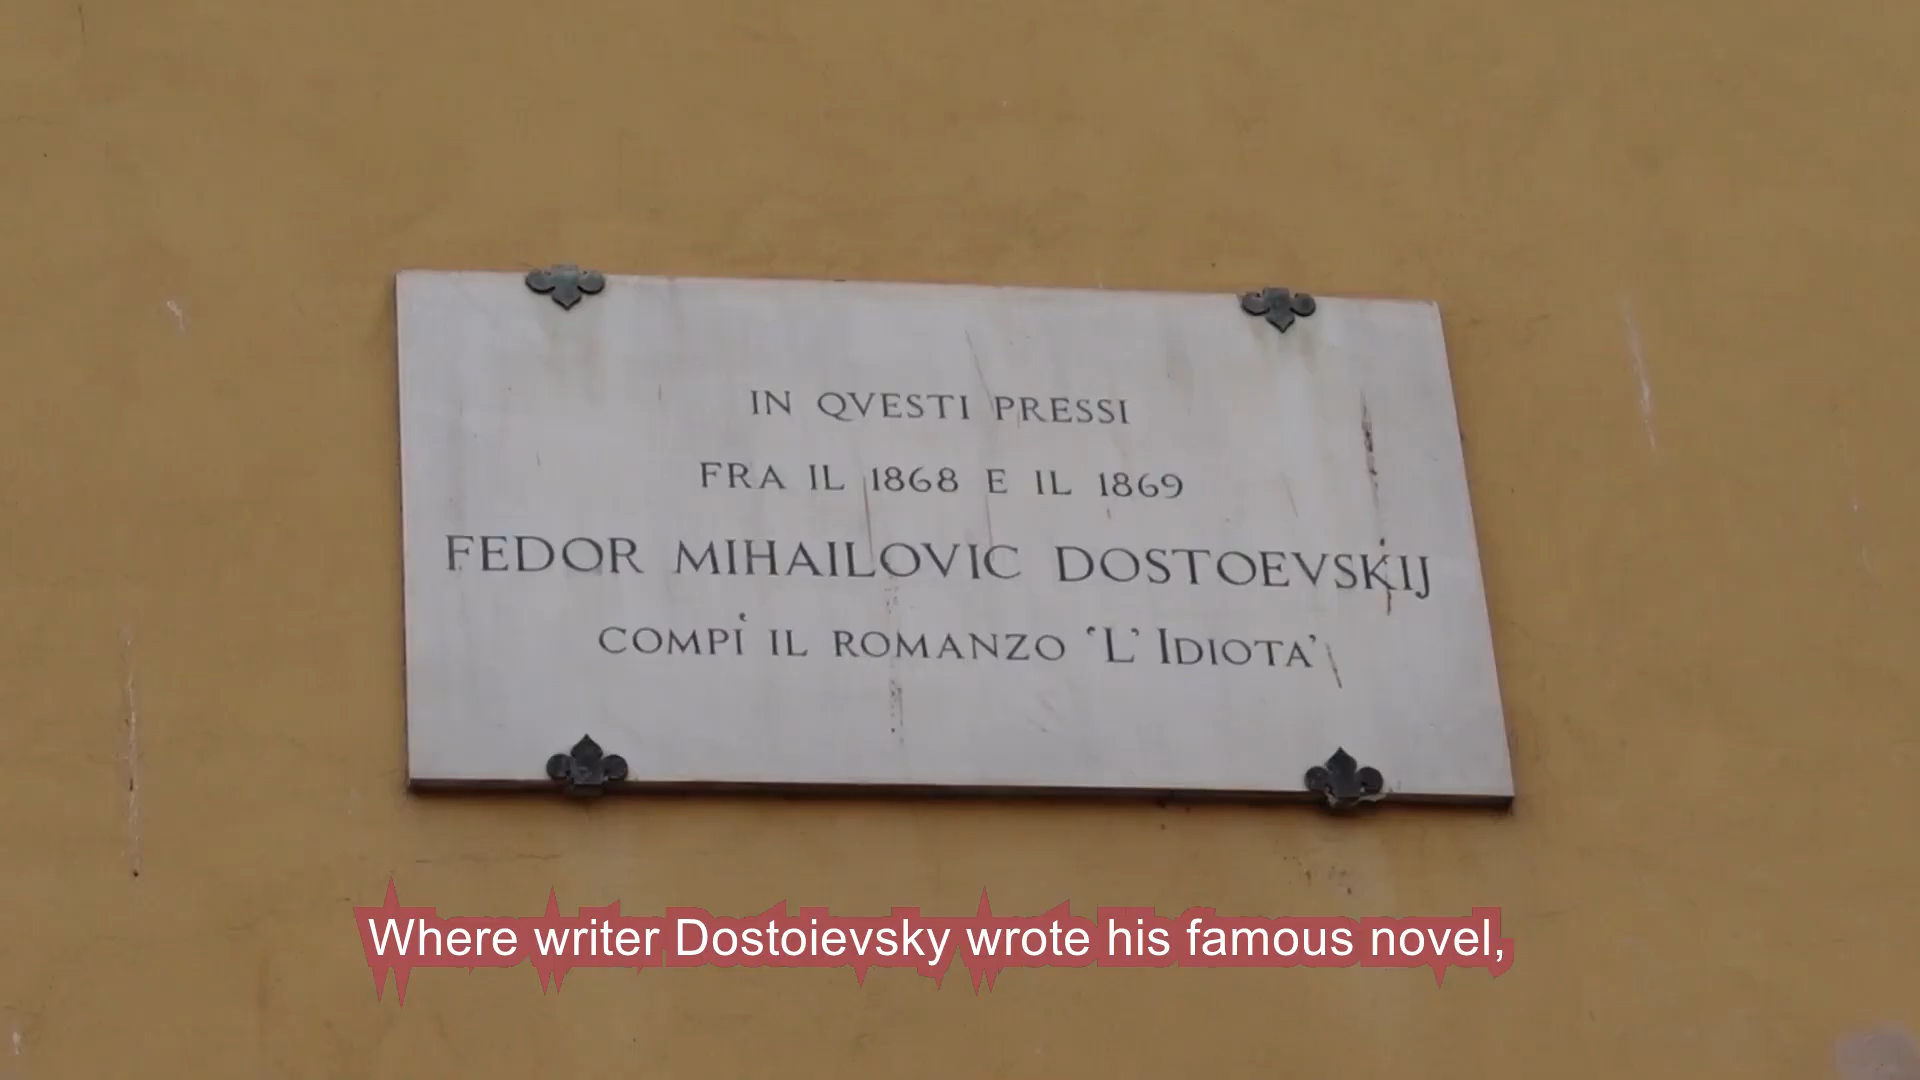 IN QVESTI PRESSI
FRA IL 1868 E IL 1869
FEDOR MIHAILOVIC DOSTOEVSKIJ
COMPÌ IL ROMANZO 'L' IDIOTA'
Where writer Dostoievsky wrote his famous novel,